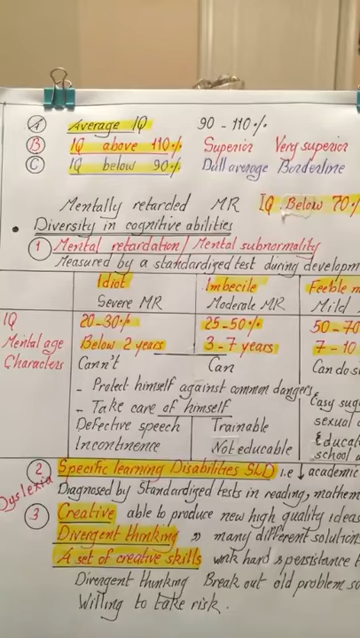 A Average IQ 90-110%
B IQ above 110% Superior Very superior
C IQ below 90% Dull average Borderline
Mentally retarded MR IQ Below 70%
• Diversity in cognitive abilities
1 Mental retardation / Mental subnormality
Measured by a standardized test during developm
Idiot Imbecile Feeble m
Severe MR Moderate MR Mild
IQ 20-30% 25-50% 50-70
Mental age Below 2 years 3-7 years 7-10
Characters Cann't Can Can do s
- Protect himself against common dangers
- Take care of himself
Easy sug
sexual
Defective speech Trainable Educa
Incontinence Not educable school
2 Specific learning Disabilities SLD i.e ↓ academic
Dyslexia
Diagnosed by Standardized tests in reading, mathem
3 Creative able to produce new high quality ideas
Divergent thinking " many different solution
A set of creative skills work hard & persistance t
Divergent thinking Break out old problem so
Willing to take risk.